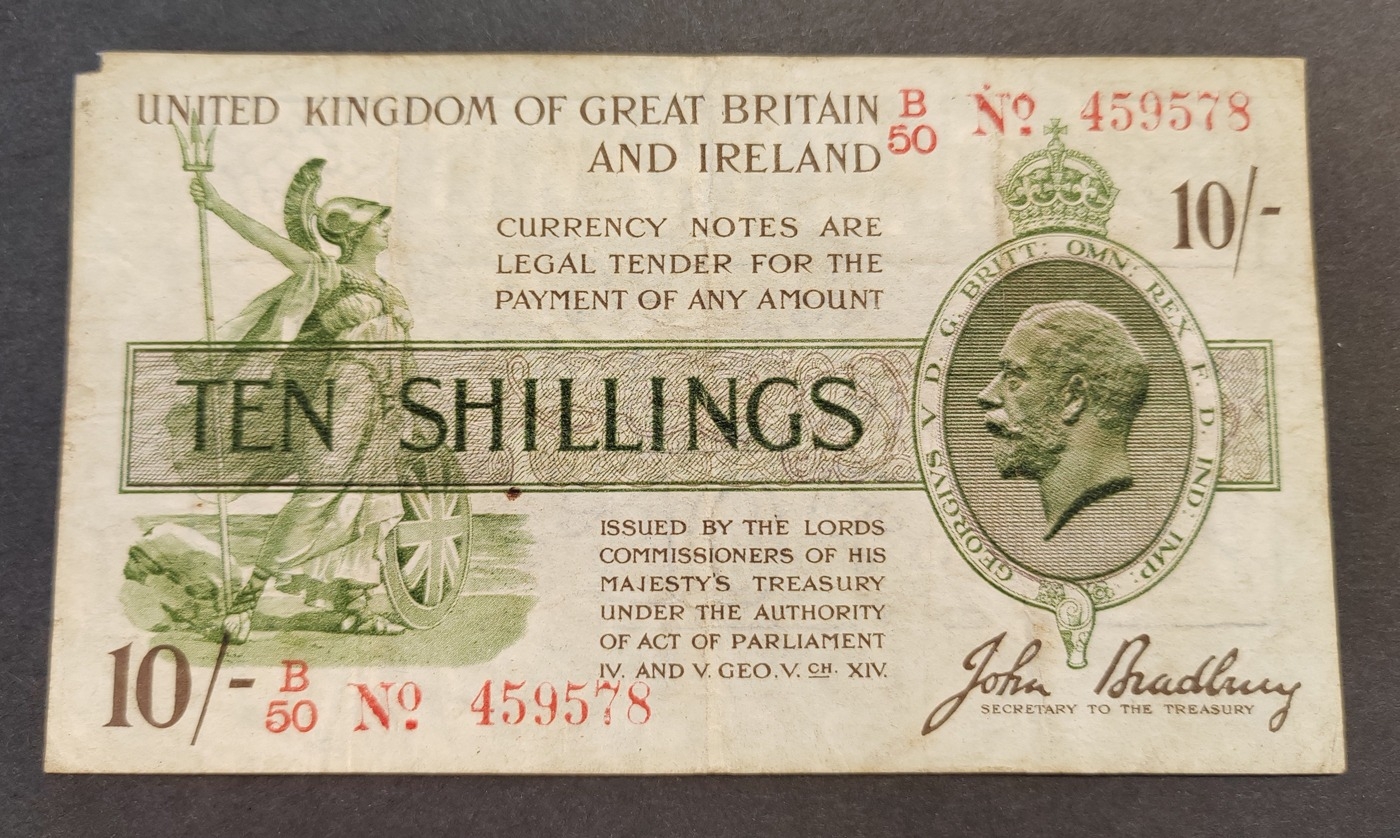 UNITED KINGDOM OF GREAT BRITAIN
AND IRELAND
B
50
No 459578
10/-
CURRENCY NOTES ARE
LEGAL TENDER FOR THE
PAYMENT OF ANY AMOUNT
GEORGIVS V D. G. BRITT: OMN: REX F. D. IND: IMP:
TEN SHILLINGS
ISSUED BY THE LORDS
COMMISSIONERS OF HIS
MAJESTY'S TREASURY
UNDER THE AUTHORITY
OF ACT OF PARLIAMENT
IV. AND V. GEO.V. CH. XIV.
10/-
B
50
No 459578
John Bradbury
SECRETARY TO THE TREASURY